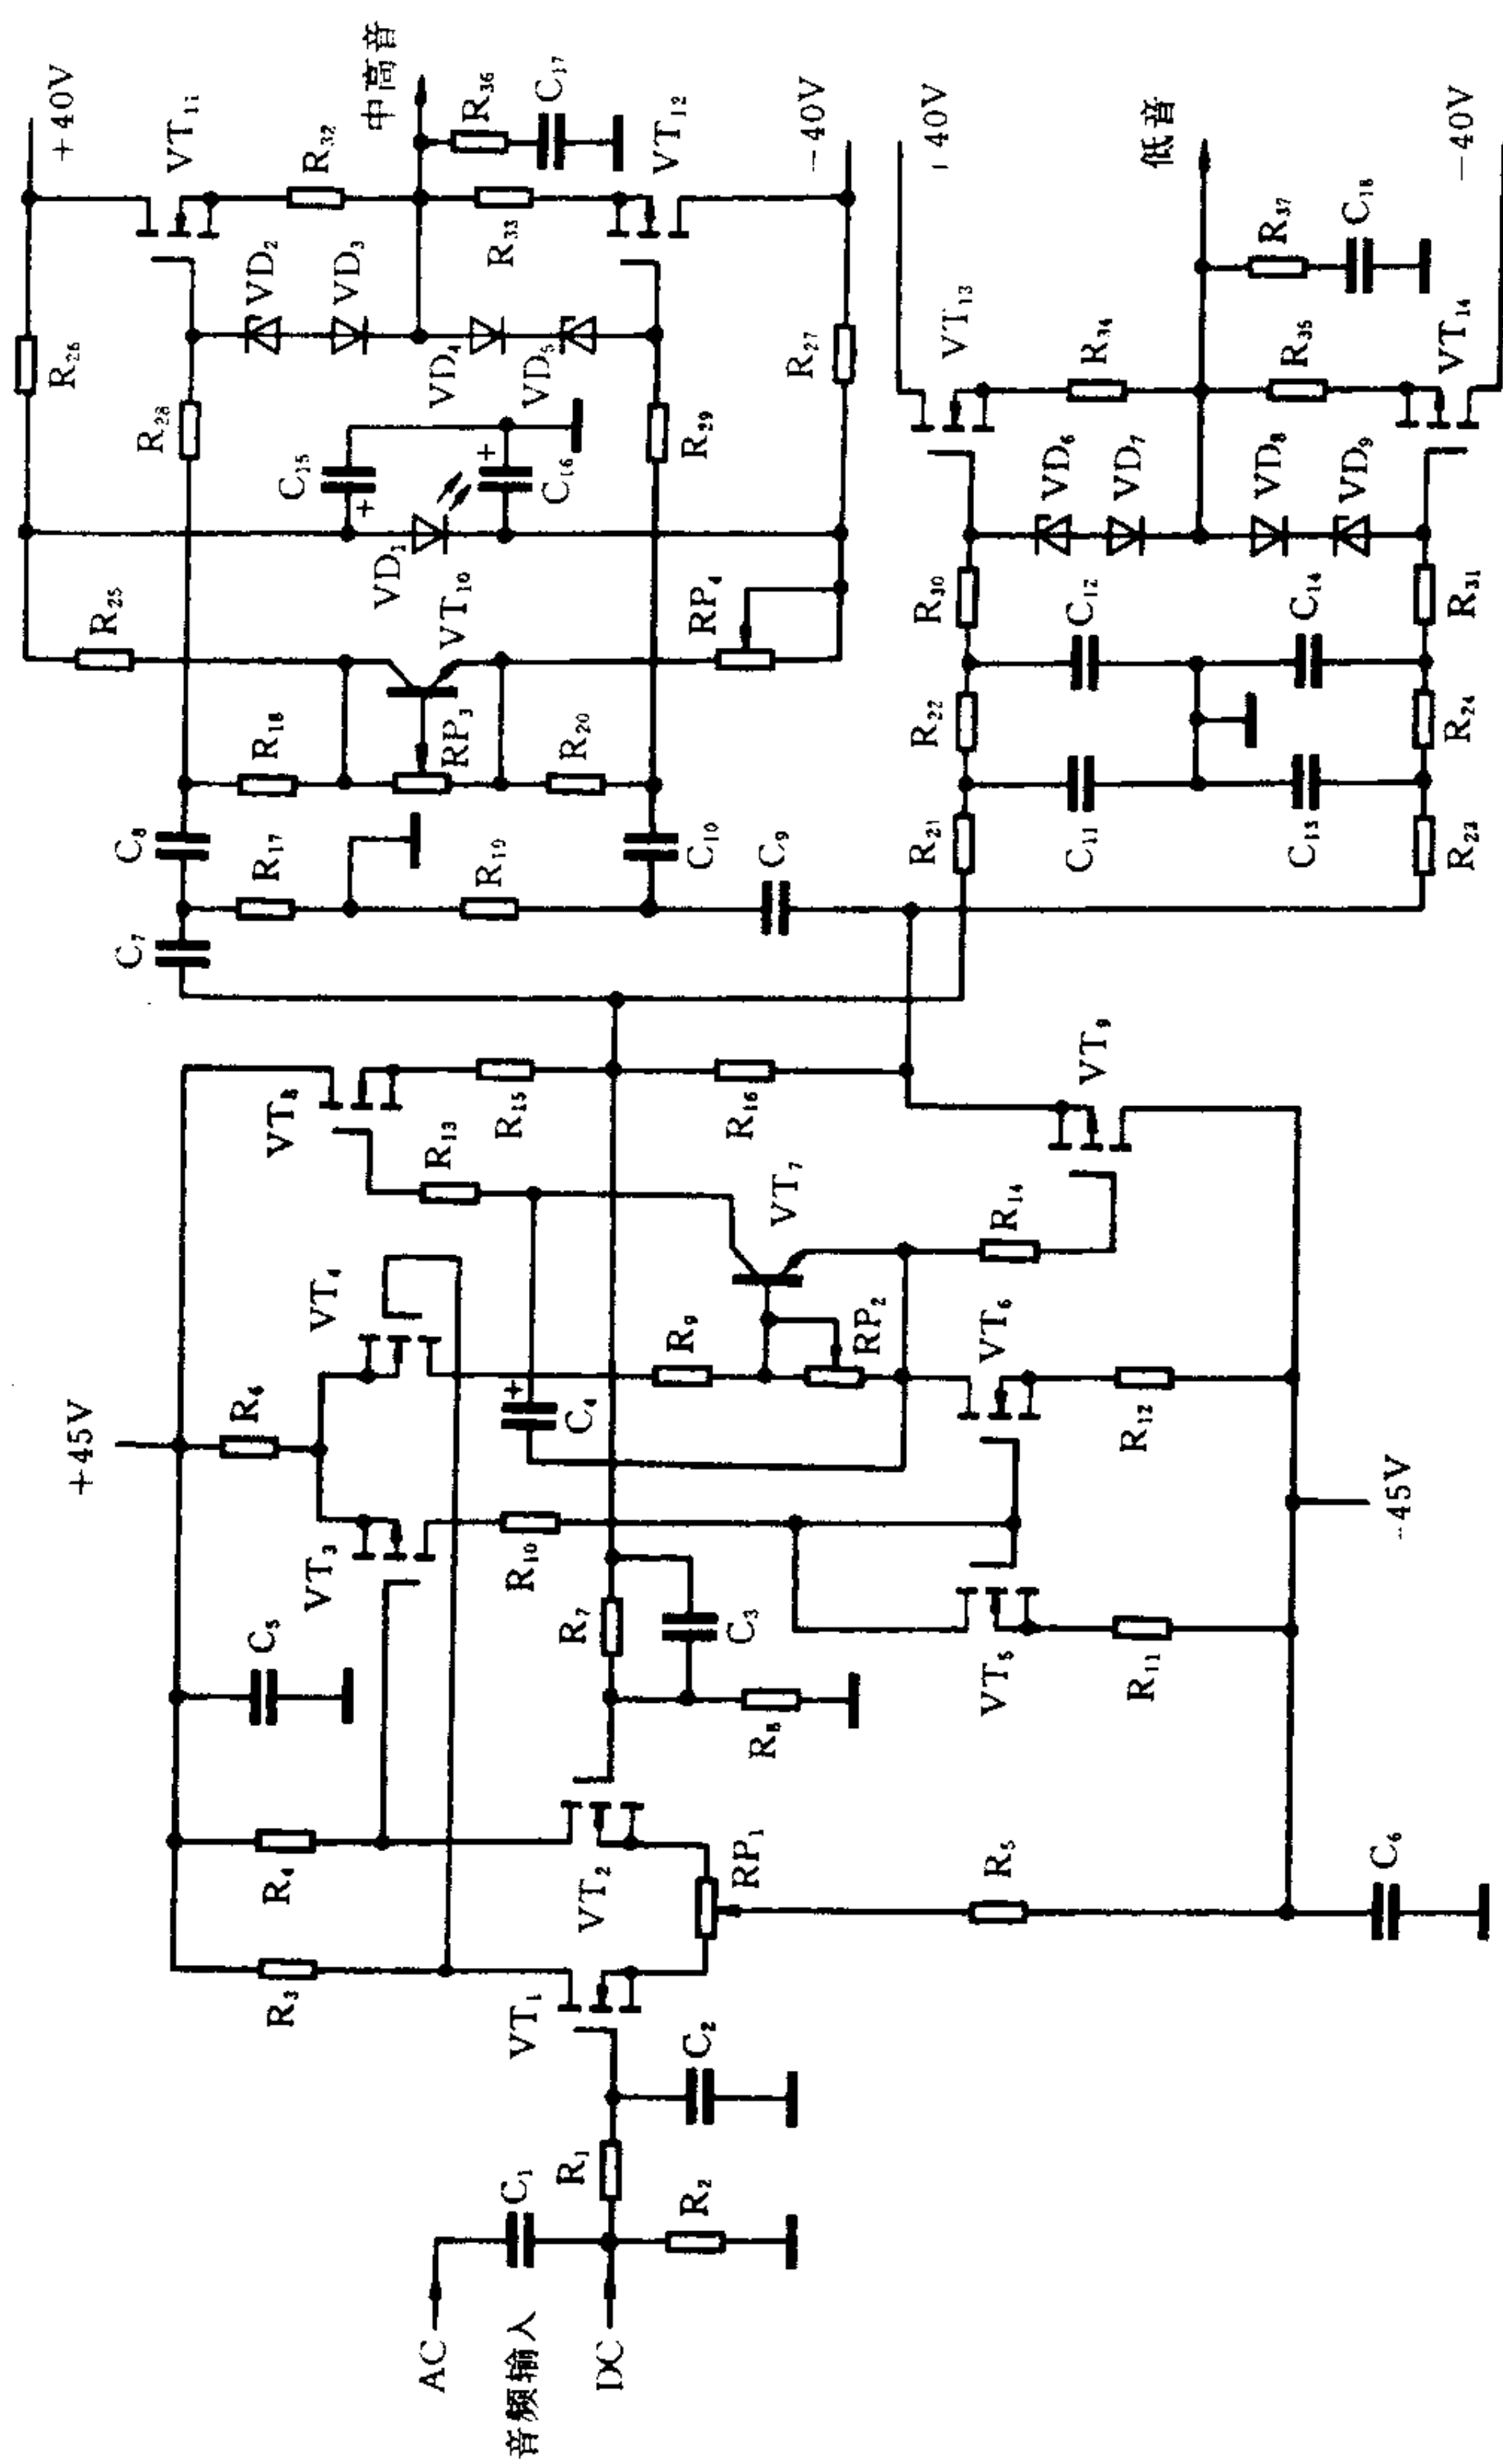 AC
音频输入
DC
C₁
R₁
R₂
C₂
VT₁
R₃
R₄
VT₂
RP₁
R₅
C₆
C₅
R₇
C₃
R₈
VT₃
R₆
VT₄
+45V
R₁₀
C₄
R₉
RP₂
VT₇
VT₅
R₁₁
VT₆
R₁₂
−45V
VT₈
R₁₃
R₁₅
R₁₆
R₁₄
VT₉
C₇
C₈
R₁₇
R₁₉
C₁₀
C₉
R₁₈
RP₃
R₂₀
R₂₅
VT₁₀
RP₄
VD₁
C₁₅
+
C₁₆
+
R₂₆
R₂₈
R₂₉
R₂₇
VD₂
VD₃
VD₄
VD₅
+40V
VT₁₁
R₃₂
中高音
R₃₃
R₃₆
C₁₇
VT₁₂
−40V
R₂₁
C₁₁
C₁₃
R₂₃
R₂₂
R₂₄
C₁₂
C₁₄
R₃₀
R₃₁
VD₆
VD₇
VD₈
VD₉
VT₁₃
+40V
R₃₄
R₃₅
低音
R₃₇
C₁₈
VT₁₄
−40V
+